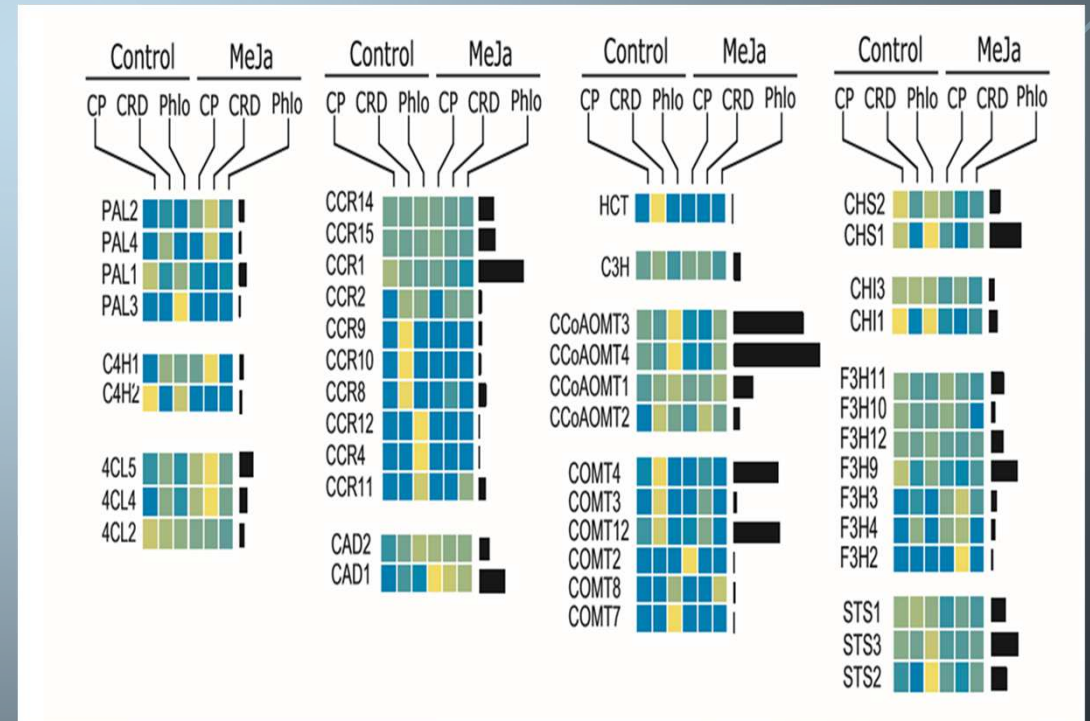 Control MeJa
CP CRD Phlo CP CRD Phlo
PAL2
PAL4
PAL1
PAL3
C4H1
C4H2
4CL5
4CL4
4CL2
Control MeJa
CP CRD Phlo CP CRD Phlo
CCR14
CCR15
CCR1
CCR2
CCR9
CCR10
CCR8
CCR12
CCR4
CCR11
CAD2
CAD1
Control MeJa
CP CRD Phlo CP CRD Phlo
HCT
C3H
CCoAOMT3
CCoAOMT4
CCoAOMT1
CCoAOMT2
COMT4
COMT3
COMT12
COMT2
COMT8
COMT7
Control MeJa
CP CRD Phlo CP CRD Phlo
CHS2
CHS1
CHI3
CHI1
F3H11
F3H10
F3H12
F3H9
F3H3
F3H4
F3H2
STS1
STS3
STS2